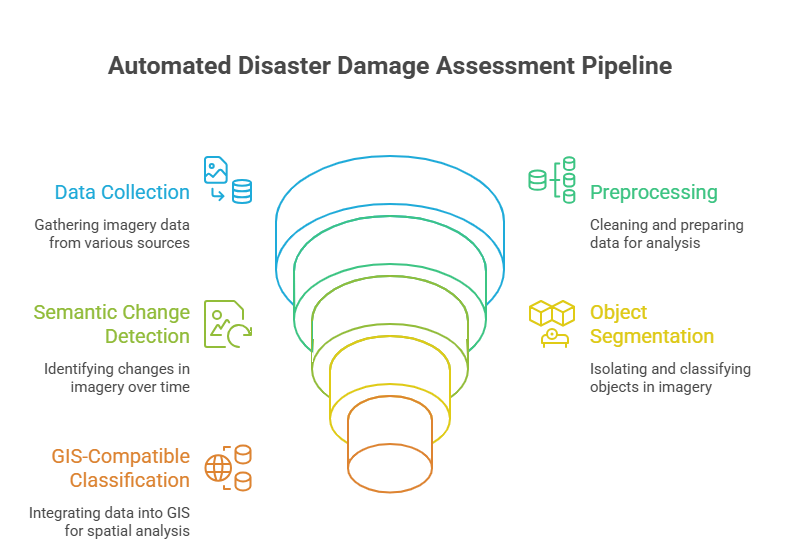 Automated Disaster Damage Assessment Pipeline
Data Collection
Gathering imagery data
from various sources
Preprocessing
Cleaning and preparing
data for analysis
Semantic Change
Detection
Identifying changes in
imagery over time
Object
Segmentation
Isolating and classifying
objects in imagery
GIS-Compatible
Classification
Integrating data into GIS
for spatial analysis